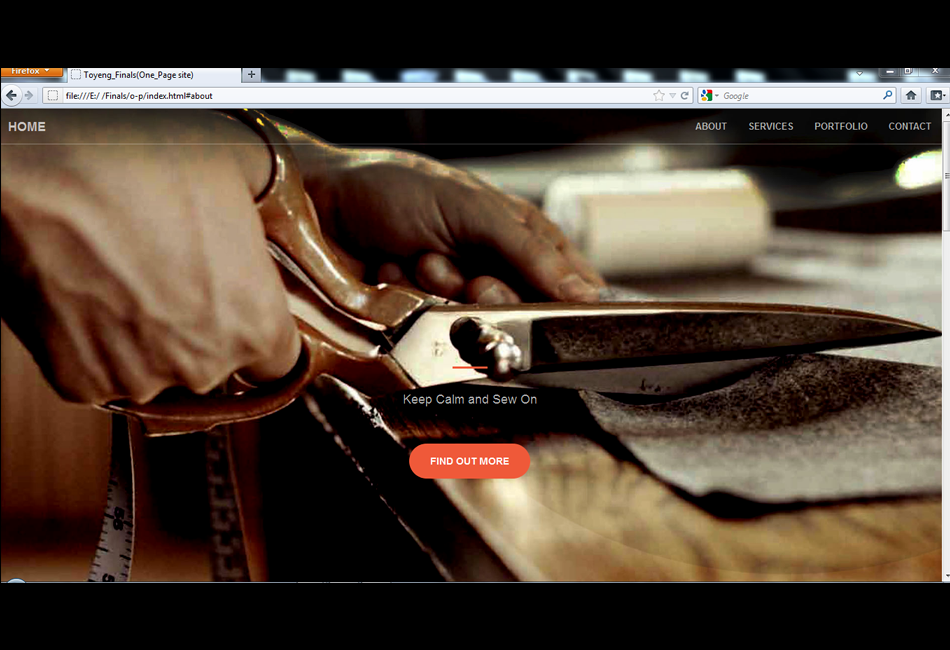 Firefox
Toyeng_Finals(One_Page site)
file:///E:/ /Finals/o-p/index.html#about
Google
HOME
ABOUT
SERVICES
PORTFOLIO
CONTACT
Keep Calm and Sew On
FIND OUT MORE